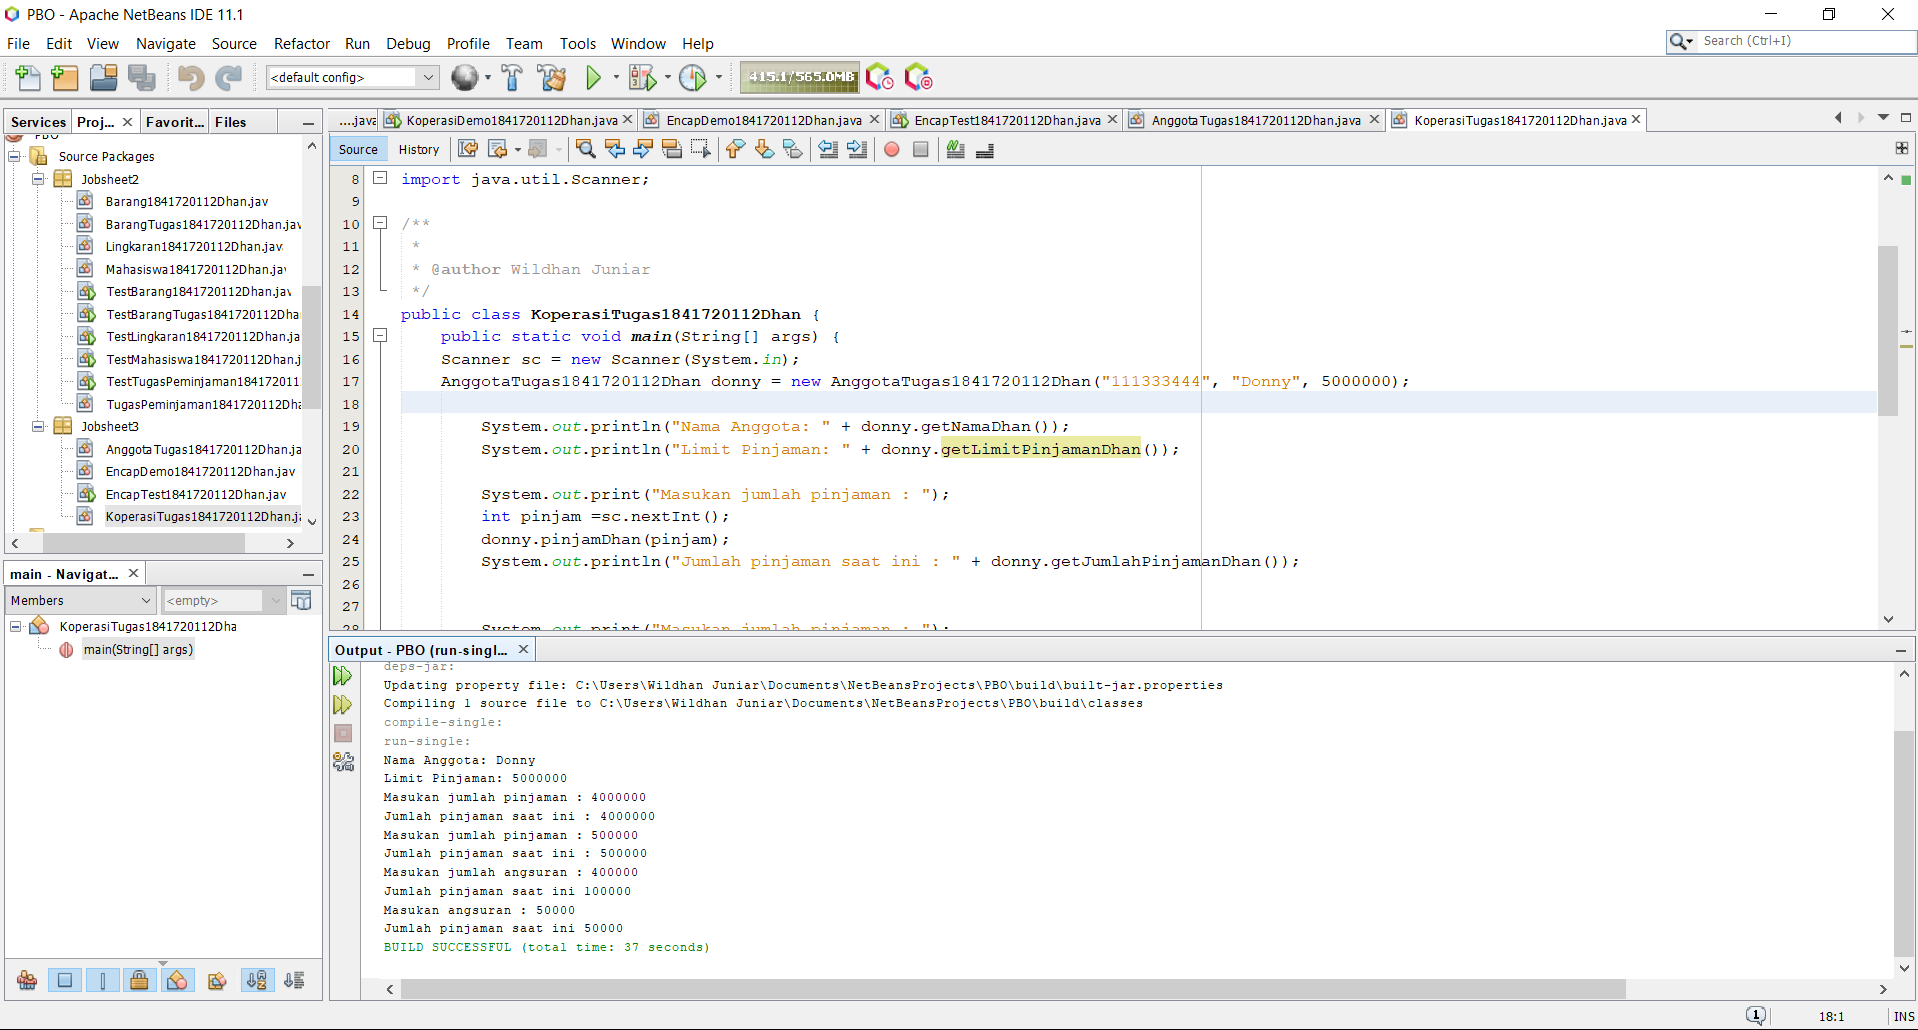 PBO - Apache NetBeans IDE 11.1
File Edit View Navigate Source Refactor Run Debug Profile Team Tools Window Help
Search (Ctrl+I)
<default config>
415.1/565.0MB
Services Proj... Favorit... Files
PBO
Source Packages
Jobsheet2
Barang1841720112Dhan.jav
BarangTugas1841720112Dhan.jav
Lingkaran1841720112Dhan.jav
Mahasiswa1841720112Dhan.jav
TestBarang1841720112Dhan.jav
TestBarangTugas1841720112Dha
TestLingkaran1841720112Dhan.ja
TestMahasiswa1841720112Dhan.j
TestTugasPeminjaman184172011
TugasPeminjaman1841720112Dha
Jobsheet3
AnggotaTugas1841720112Dhan.ja
EncapDemo1841720112Dhan.jav
EncapTest1841720112Dhan.jav
KoperasiTugas1841720112Dhan.ja
main - Navigat...
Members <empty>
KoperasiTugas1841720112Dha
main(String[] args)
....java KoperasiDemo1841720112Dhan.java EncapDemo1841720112Dhan.java EncapTest1841720112Dhan.java AnggotaTugas1841720112Dhan.java KoperasiTugas1841720112Dhan.java
Source History
8 import java.util.Scanner;
9
10 /**
11 *
12 * @author Wildhan Juniar
13 */
14 public class KoperasiTugas1841720112Dhan {
15 public static void main(String[] args) {
16 Scanner sc = new Scanner(System.in);
17 AnggotaTugas1841720112Dhan donny = new AnggotaTugas1841720112Dhan("111333444", "Donny", 5000000);
18
19 System.out.println("Nama Anggota: " + donny.getNamaDhan());
20 System.out.println("Limit Pinjaman: " + donny.getLimitPinjamanDhan());
21
22 System.out.print("Masukan jumlah pinjaman : ");
23 int pinjam =sc.nextInt();
24 donny.pinjamDhan(pinjam);
25 System.out.println("Jumlah pinjaman saat ini : " + donny.getJumlahPinjamanDhan());
26
27
28 System.out.print("Masukan jumlah pinjaman : ");
Output - PBO (run-singl...
deps-jar:
Updating property file: C:\Users\Wildhan Juniar\Documents\NetBeansProjects\PBO\build\built-jar.properties
Compiling 1 source file to C:\Users\Wildhan Juniar\Documents\NetBeansProjects\PBO\build\classes
compile-single:
run-single:
Nama Anggota: Donny
Limit Pinjaman: 5000000
Masukan jumlah pinjaman : 4000000
Jumlah pinjaman saat ini : 4000000
Masukan jumlah pinjaman : 500000
Jumlah pinjaman saat ini : 500000
Masukan jumlah angsuran : 400000
Jumlah pinjaman saat ini 100000
Masukan angsuran : 50000
Jumlah pinjaman saat ini 50000
BUILD SUCCESSFUL (total time: 37 seconds)
1 18:1 INS